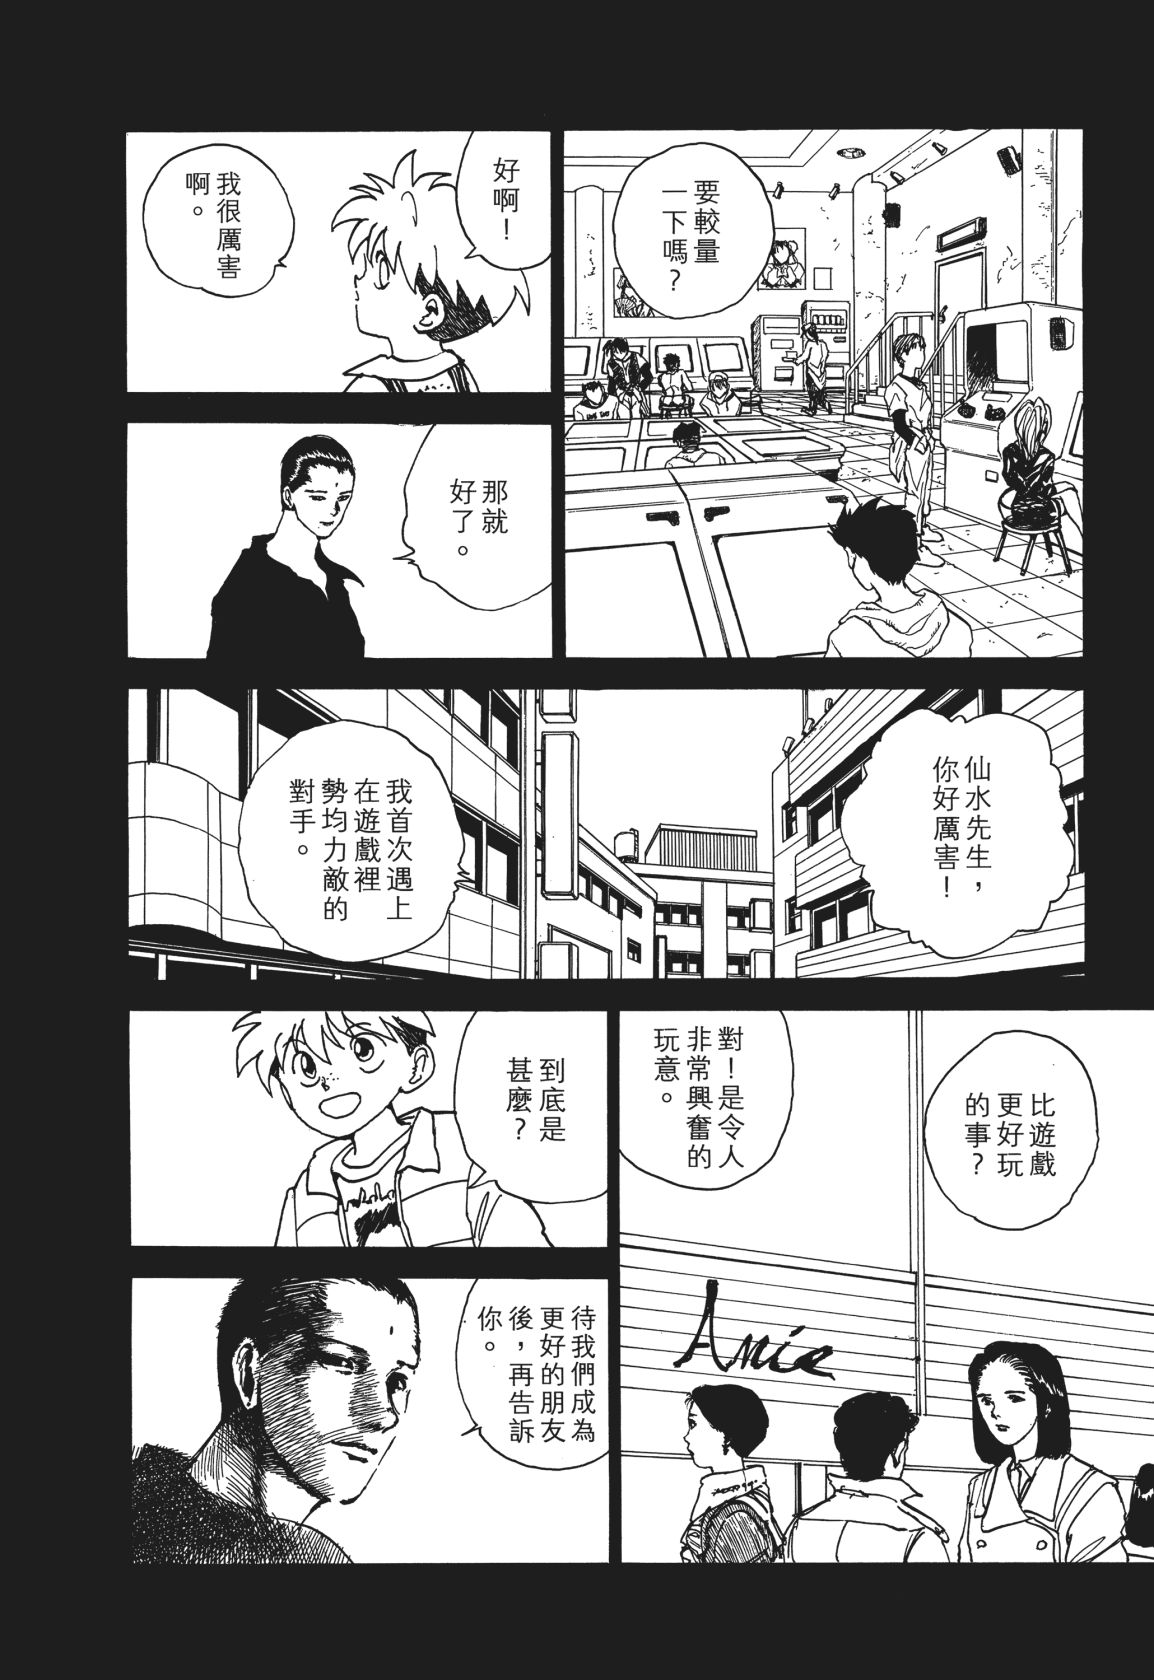 要較量
一下嗎？
好啊！
我很厲害
啊。
那就
好了。
仙水先生，
你好厲害！
我首次遇上
在遊戲裡
勢均力敵的
對手。
比遊戲
更好玩
的事？
對！是令人
非常興奮的
玩意。
Anie
到底是
甚麼？
待我們成為
更好的朋友
後，再告訴
你。